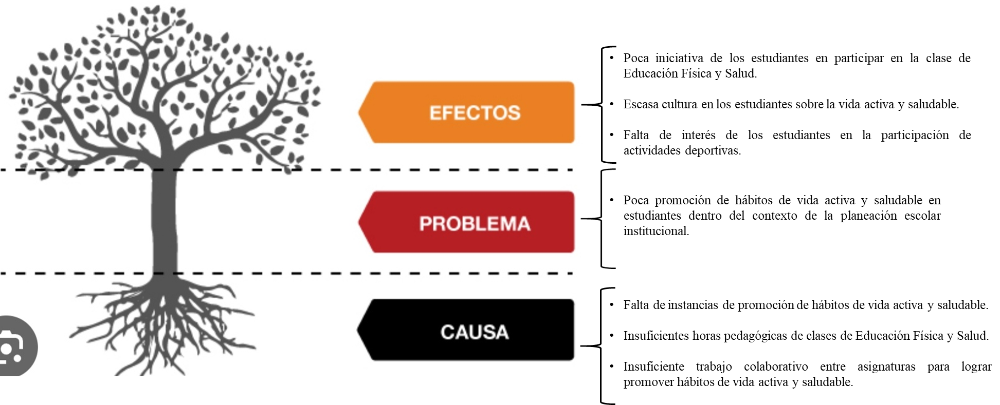 • Poca iniciativa de los estudiantes en participar en la clase de
Educación Física y Salud.
EFECTOS
• Escasa cultura en los estudiantes sobre la vida activa y saludable.
• Falta de interés de los estudiantes en la participación de
actividades deportivas.
PROBLEMA
• Poca promoción de hábitos de vida activa y saludable en
estudiantes dentro del contexto de la planeación escolar
institucional.
CAUSA
• Falta de instancias de promoción de hábitos de vida activa y saludable.
• Insuficientes horas pedagógicas de clases de Educación Física y Salud.
• Insuficiente trabajo colaborativo entre asignaturas para lograr
promover hábitos de vida activa y saludable.